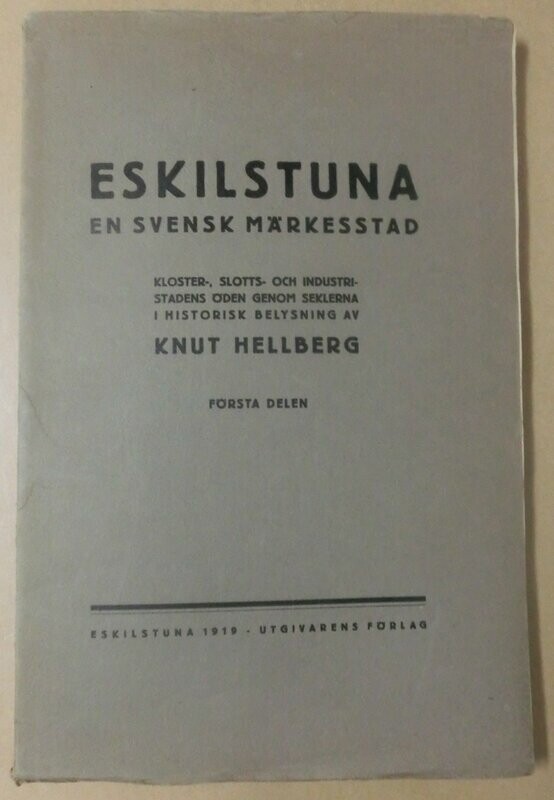 ESKILSTUNA
EN SVENSK MÄRKESSTAD
KLOSTER-, SLOTTS- OCH INDUSTRI-
STADENS ÖDEN GENOM SEKLERNA
I HISTORISK BELYSNING AV
KNUT HELLBERG
FÖRSTA DELEN
ESKILSTUNA 1919 - UTGIVARENS FÖRLAG